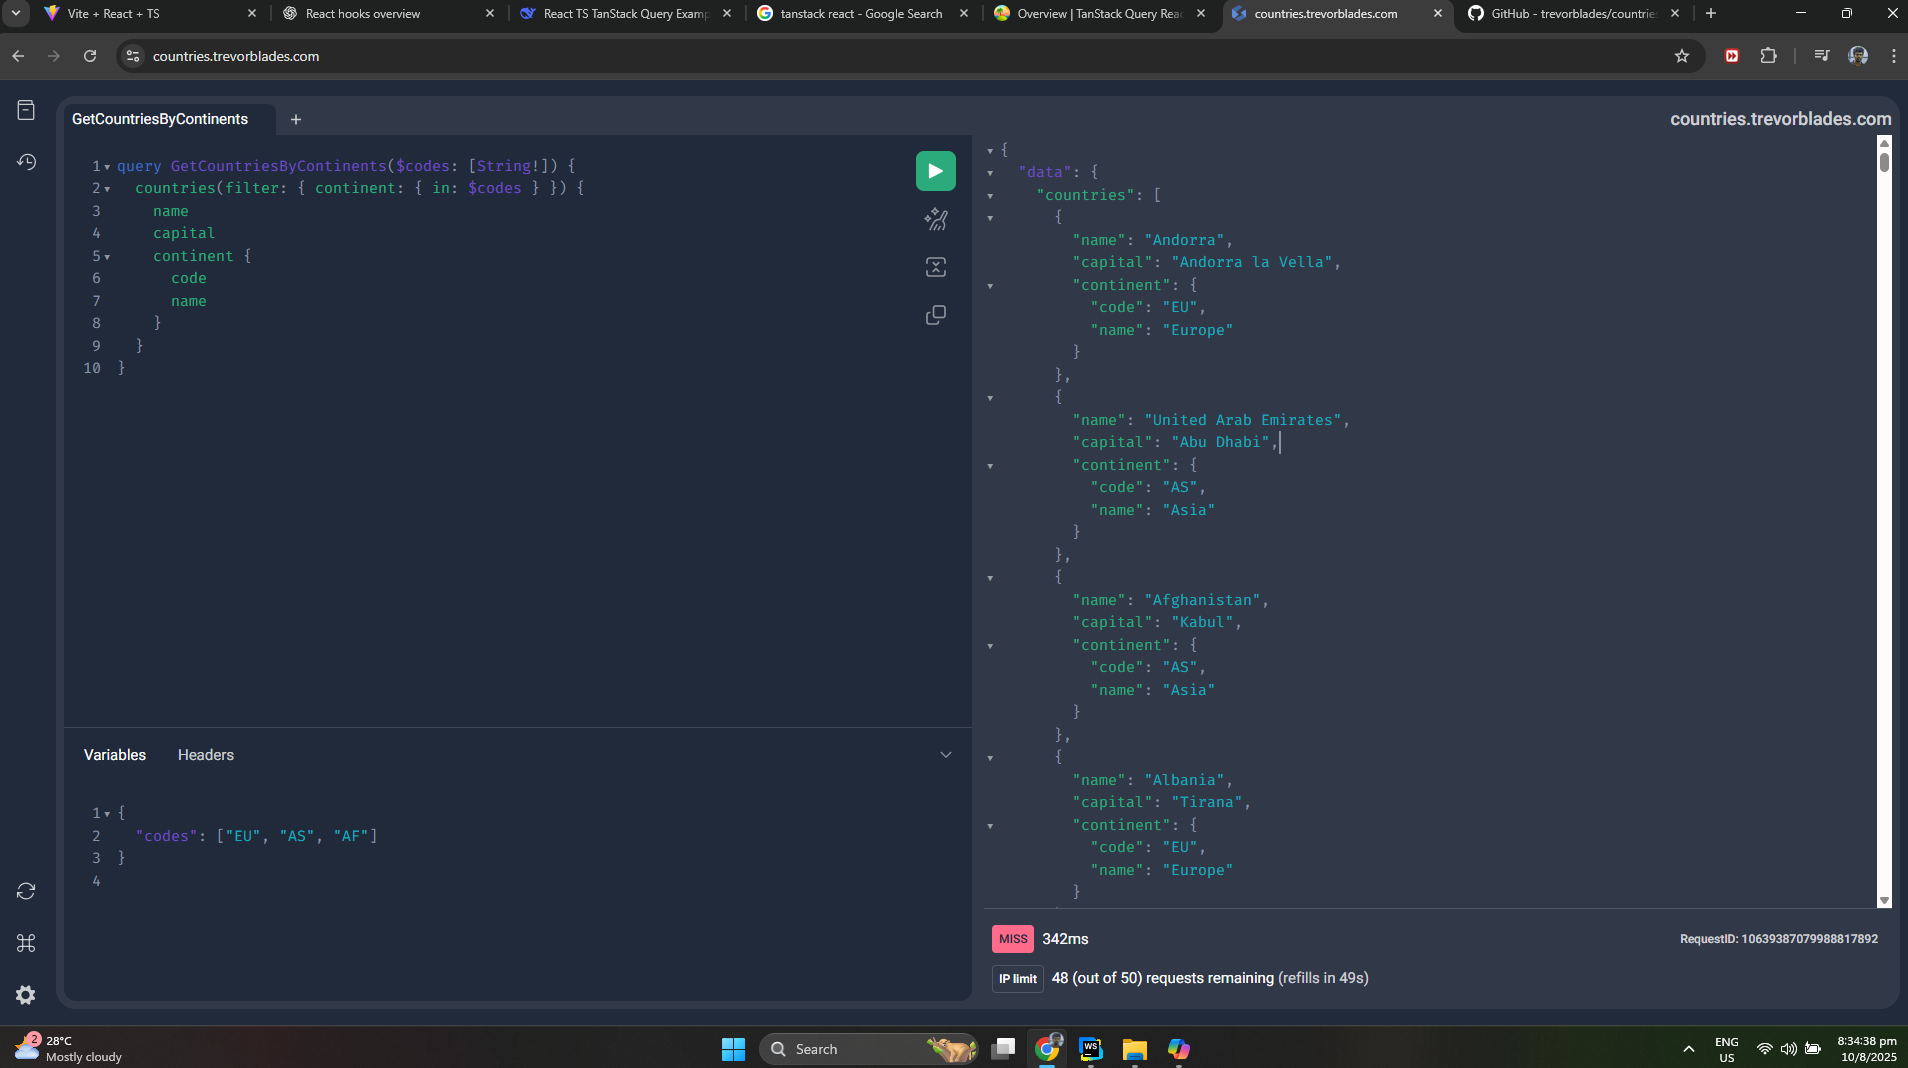 Vite + React + TS
React hooks overview
React TS TanStack Query Examp
tanstack react - Google Search
Overview | TanStack Query Rea
countries.trevorblades.com
GitHub - trevorblades/countrie
countries.trevorblades.com
GetCountriesByContinents
countries.trevorblades.com
1 query GetCountriesByContinents($codes: [String!]) {
2 countries(filter: { continent: { in: $codes } }) {
3 name
4 capital
5 continent {
6 code
7 name
8 }
9 }
10 }
{
"data": {
"countries": [
{
"name": "Andorra",
"capital": "Andorra la Vella",
"continent": {
"code": "EU",
"name": "Europe"
}
},
{
"name": "United Arab Emirates",
"capital": "Abu Dhabi",
"continent": {
"code": "AS",
"name": "Asia"
}
},
{
"name": "Afghanistan",
"capital": "Kabul",
"continent": {
"code": "AS",
"name": "Asia"
}
},
{
"name": "Albania",
"capital": "Tirana",
"continent": {
"code": "EU",
"name": "Europe"
}
Variables Headers
1 {
2 "codes": ["EU", "AS", "AF"]
3 }
4
MISS 342ms
RequestID: 10639387079988817892
IP limit 48 (out of 50) requests remaining (refills in 49s)
2
28°C
Mostly cloudy
Search
WS
ENG
US
8:34:38 pm
10/8/2025